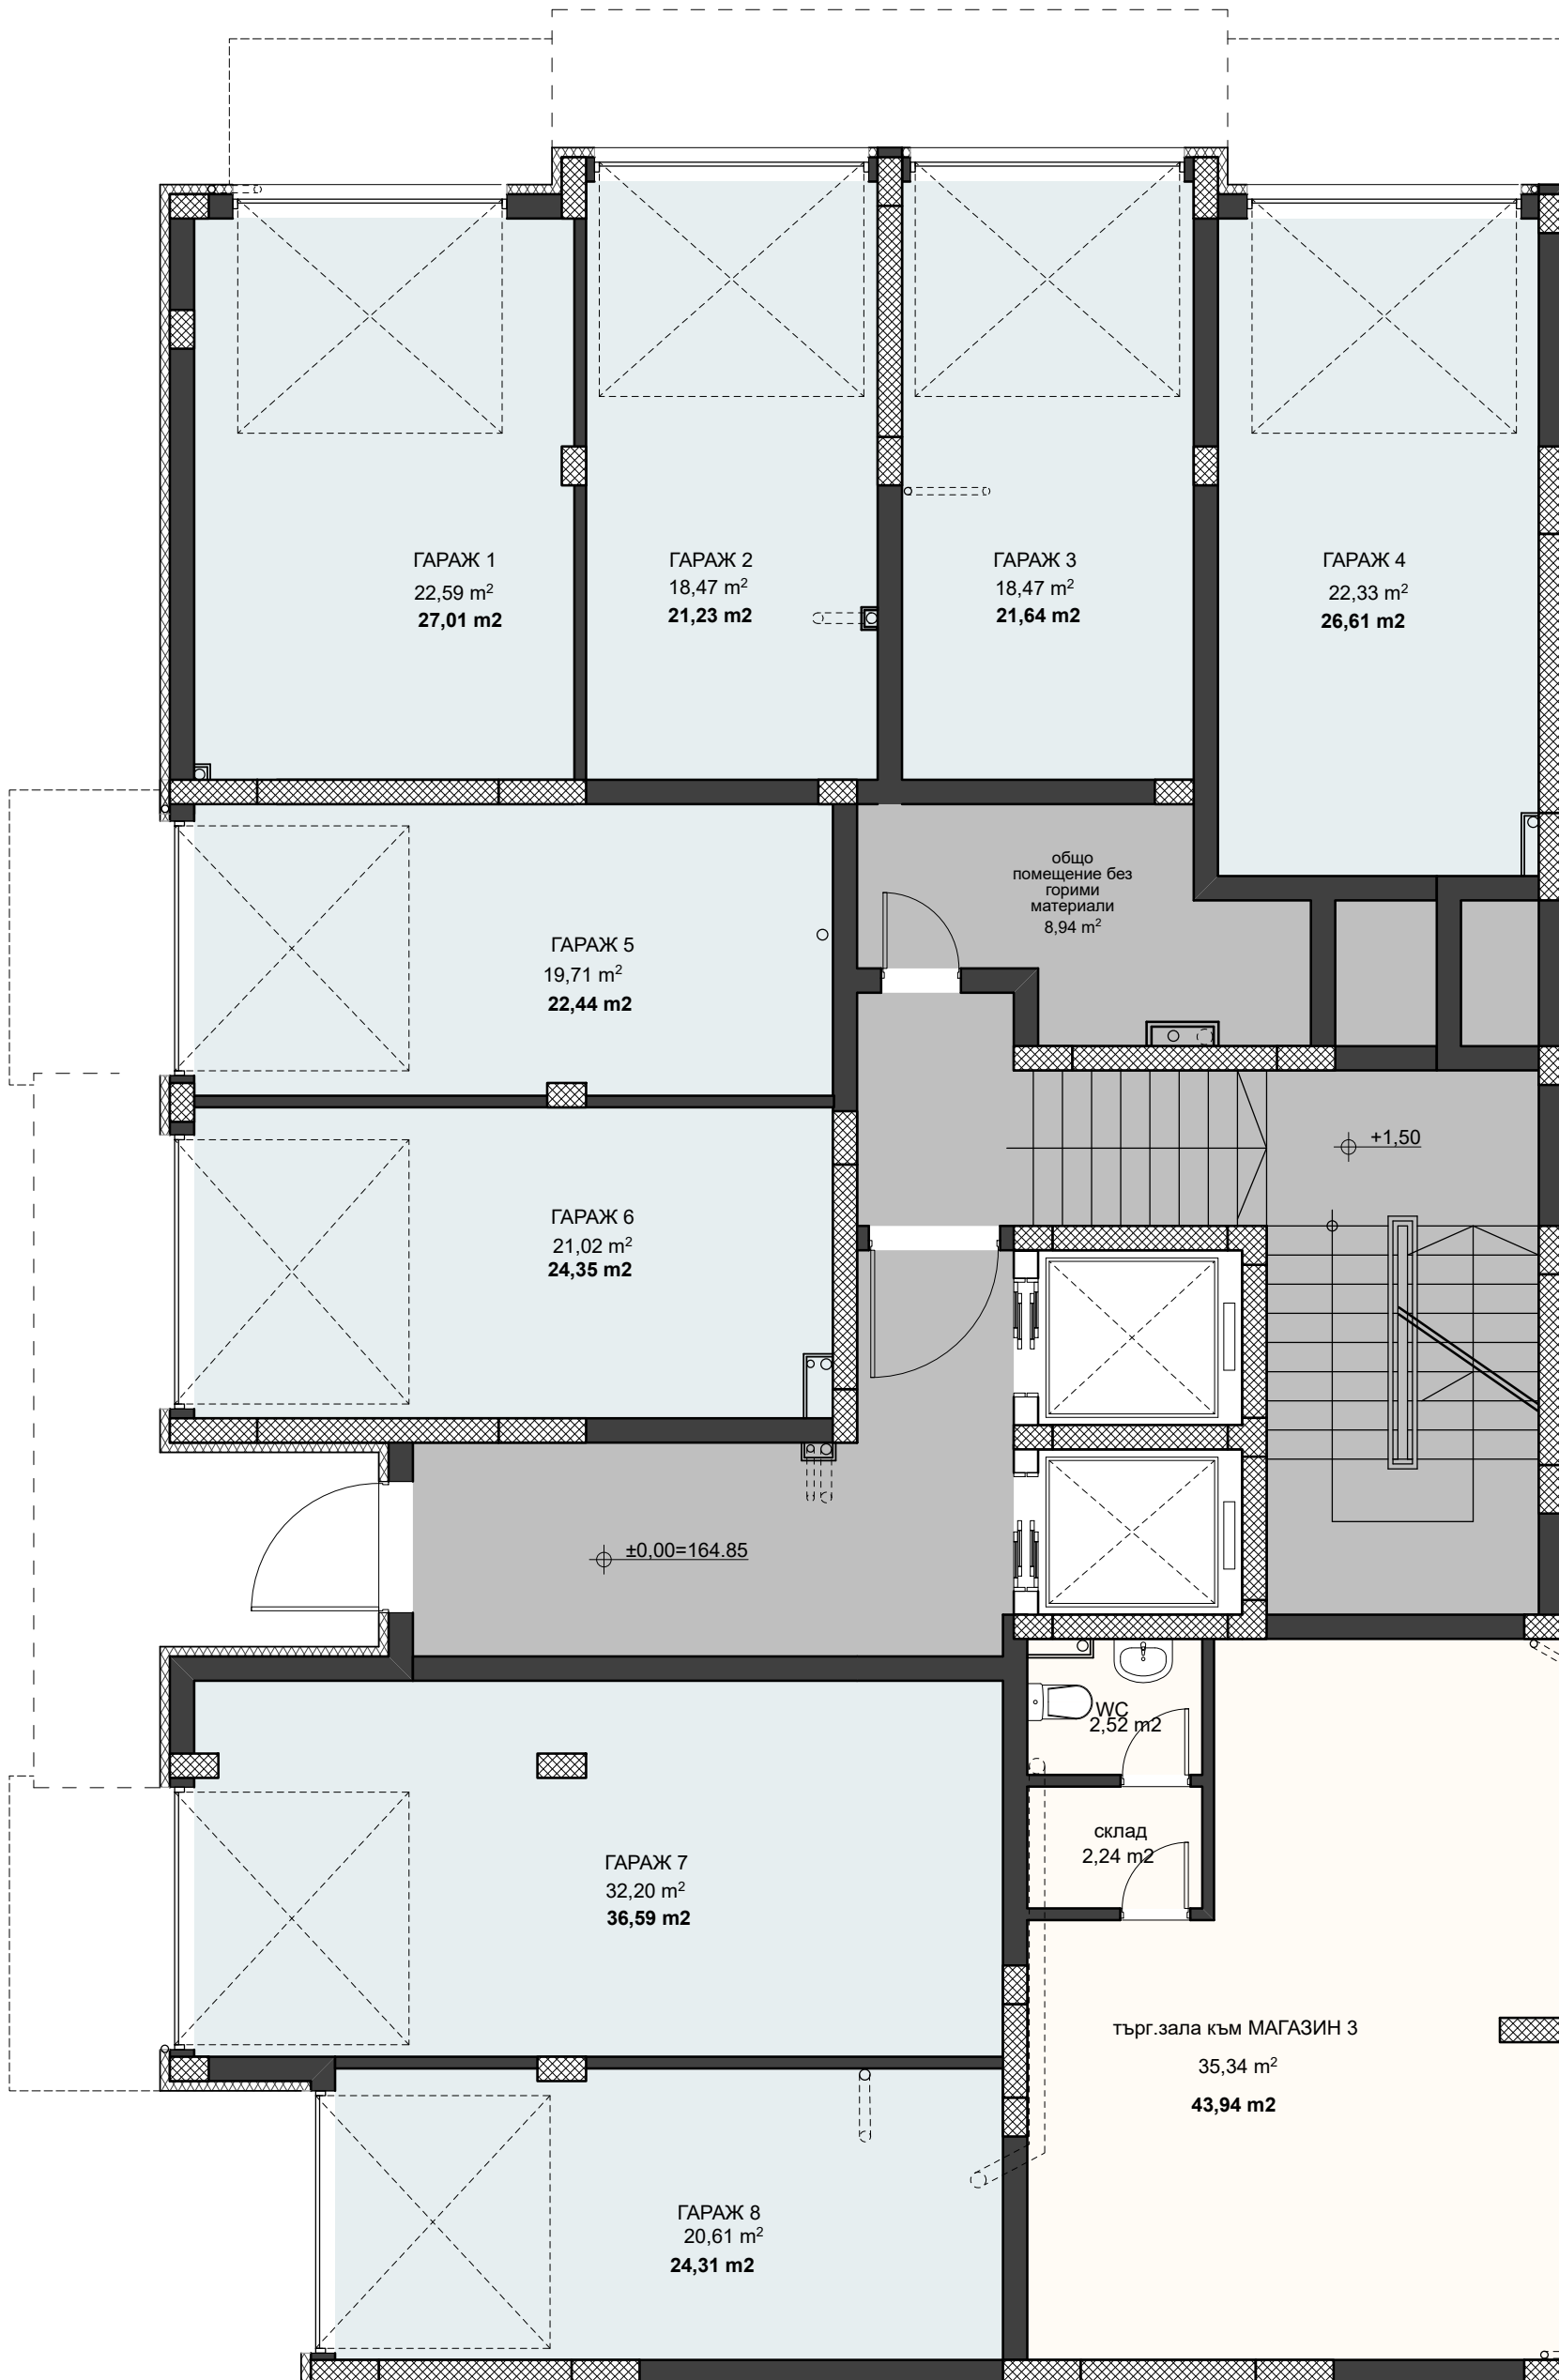 ГАРАЖ 1
22,59 m²
27,01 m2
ГАРАЖ 2
18,47 m²
21,23 m2
ГАРАЖ 3
18,47 m²
21,64 m2
ГАРАЖ 4
22,33 m²
26,61 m2
общо
помещение без
горими
материали
8,94 m²
ГАРАЖ 5
19,71 m²
22,44 m2
+1,50
ГАРАЖ 6
21,02 m²
24,35 m2
±0,00=164.85
WC
2,52 m2
склад
2,24 m2
ГАРАЖ 7
32,20 m²
36,59 m2
търг.зала към МАГАЗИН 3
35,34 m²
43,94 m2
ГАРАЖ 8
20,61 m²
24,31 m2